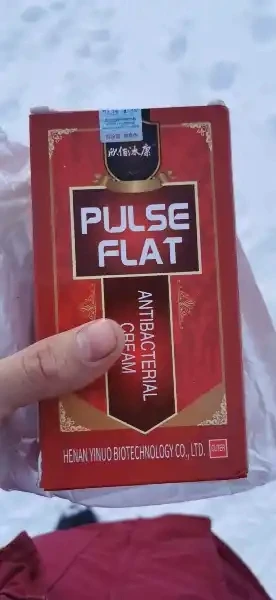 PULSE
FLAT
ANTIBACTERIAL
CREAM
HENAN YINUO BIOTECHNOLOGY CO., LTD.